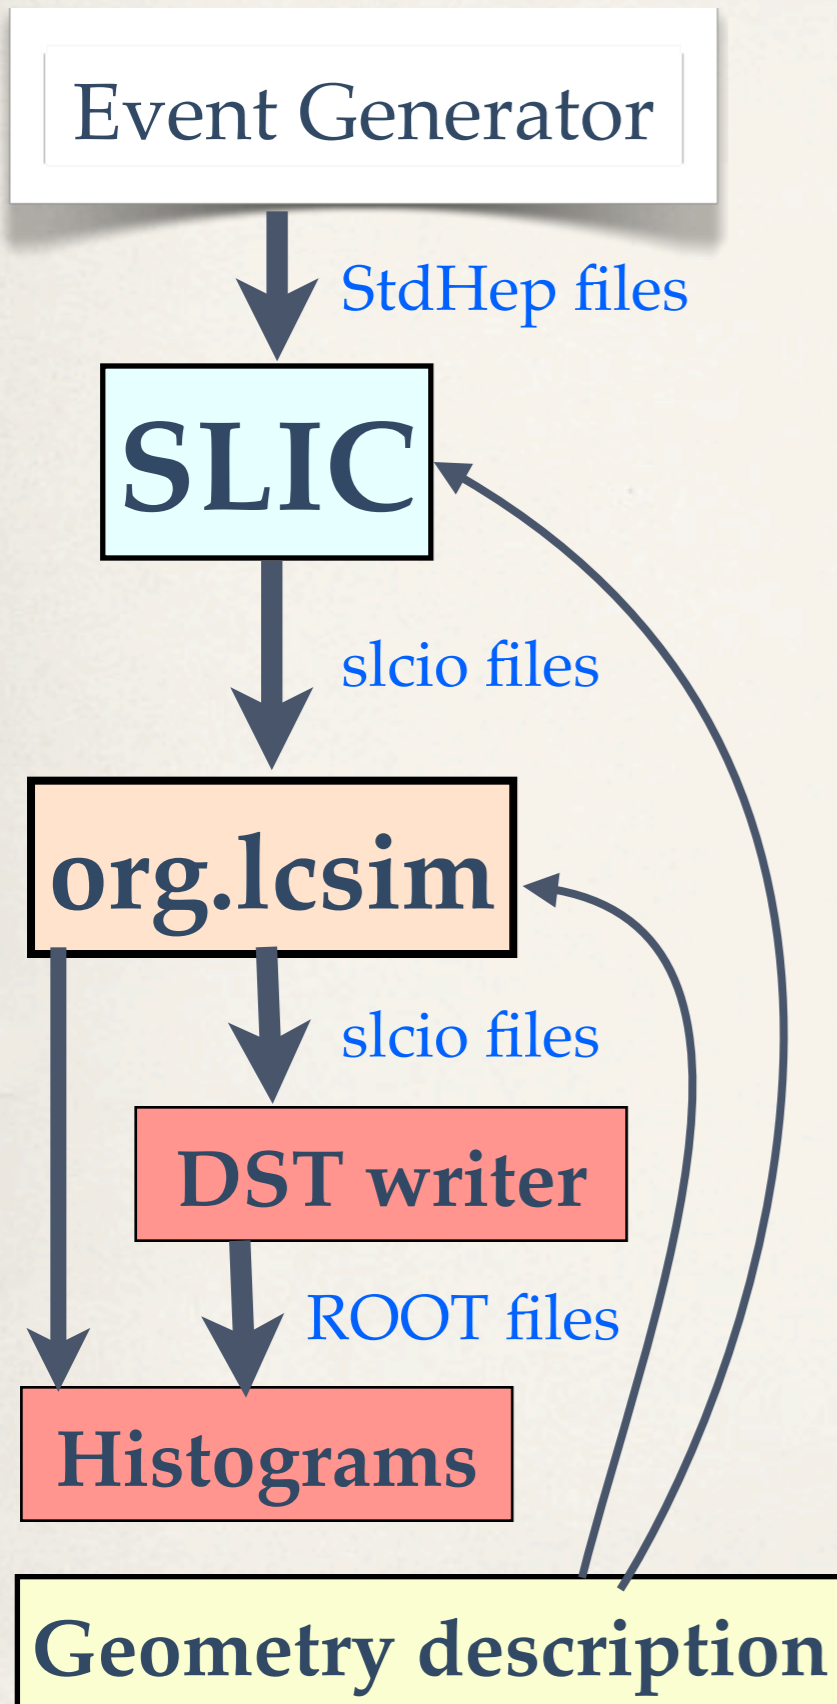 Event Generator
StdHep files
SLIC
slcio files
org.lcsim
slcio files
DST writer
ROOT files
Histograms
Geometry description